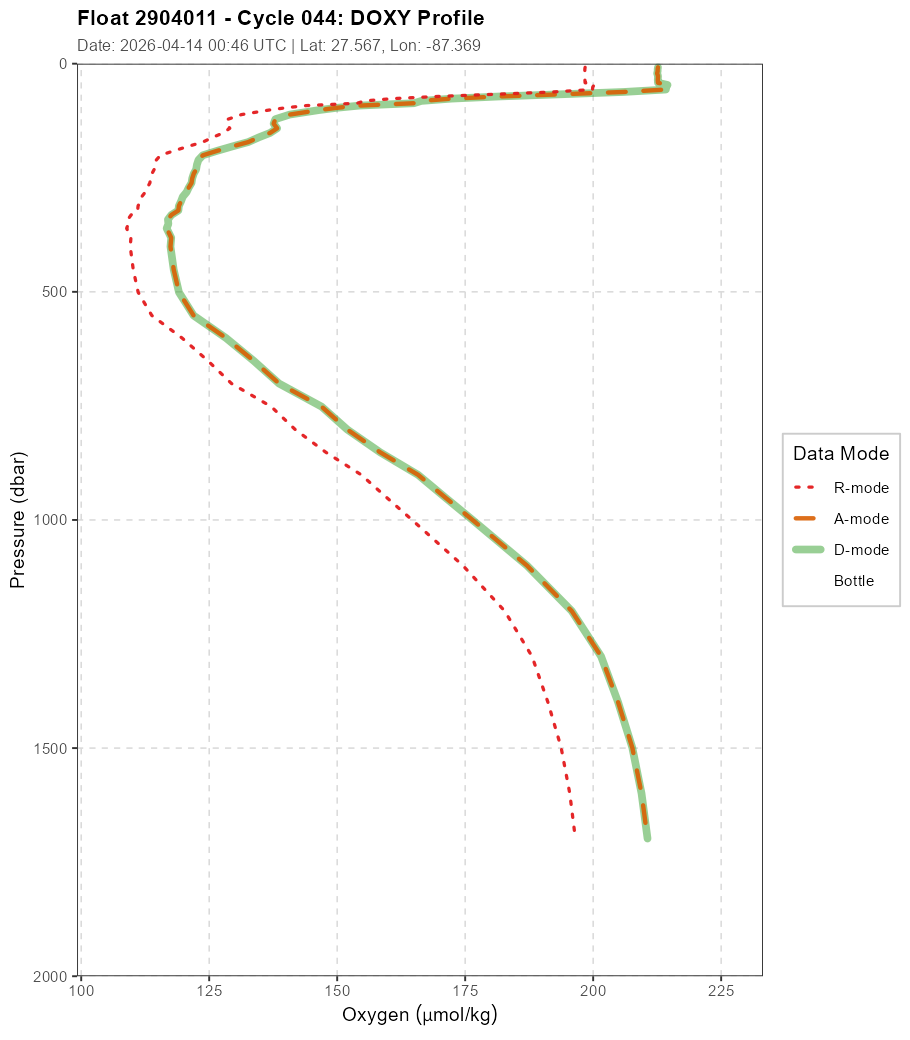 Float 2904011 - Cycle 044: DOXY Profile
Date: 2026-04-14 00:46 UTC | Lat: 27.567, Lon: -87.369
0
500
1000
1500
2000
Pressure (dbar)
100 125 150 175 200 225
Oxygen (μmol/kg)
Data Mode
R-mode
A-mode
D-mode
Bottle